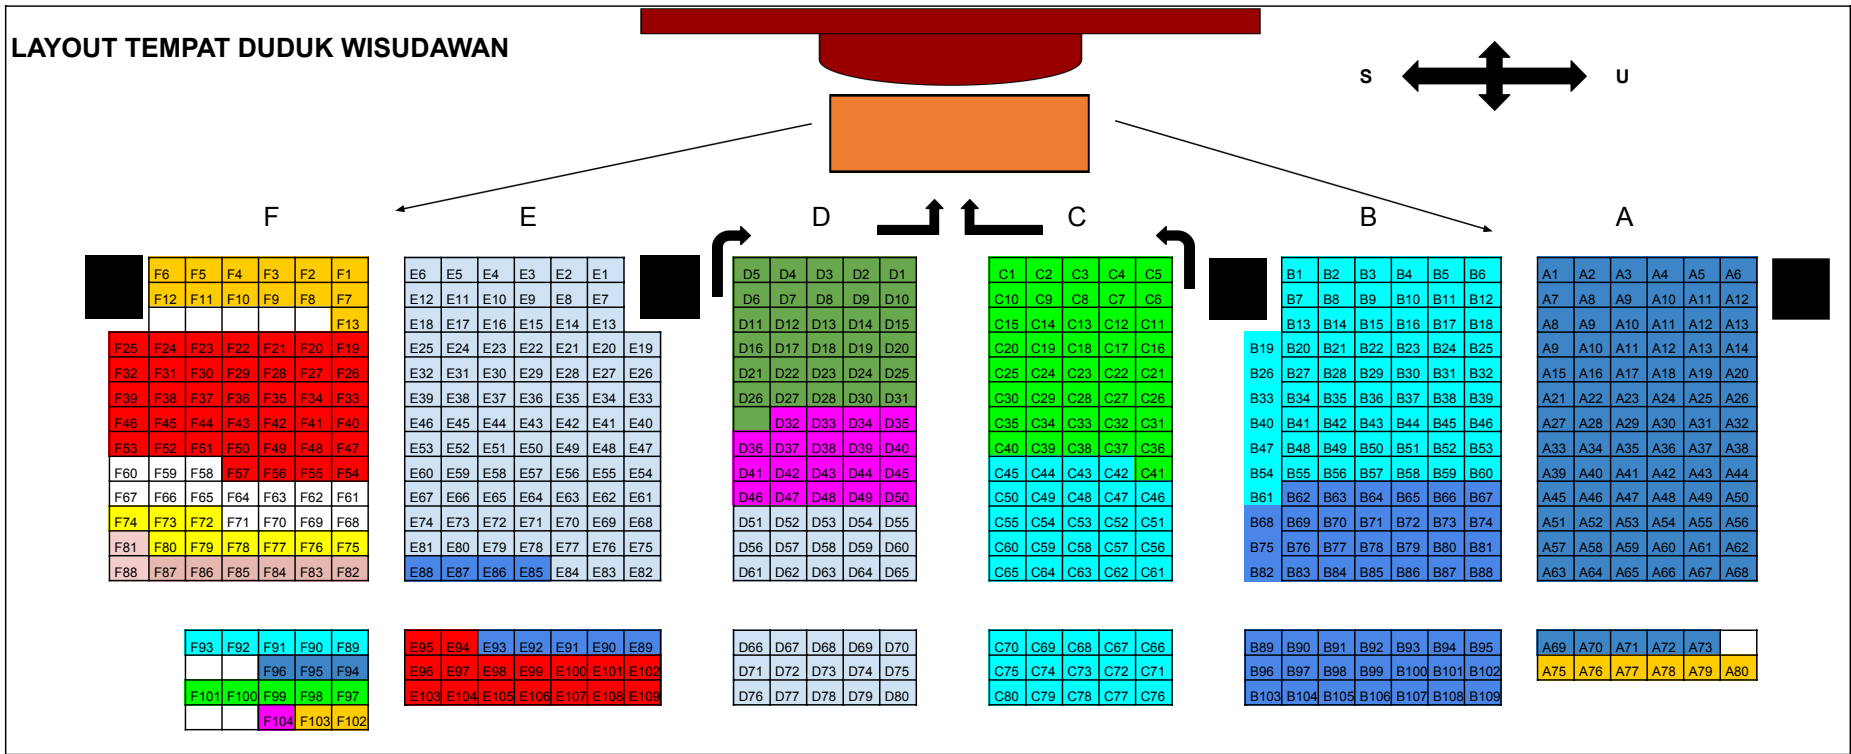 LAYOUT TEMPAT DUDUK WISUDAWAN
S U
F E D C B A
F6 F5 F4 F3 F2 F1 E6 E5 E4 E3 E2 E1 D5 D4 D3 D2 D1 C1 C2 C3 C4 C5 B1 B2 B3 B4 B5 B6 A1 A2 A3 A4 A5 A6
F12 F11 F10 F9 F8 F7 E12 E11 E10 E9 E8 E7 D6 D7 D8 D9 D10 C10 C9 C8 C7 C6 B7 B8 B9 B10 B11 B12 A7 A8 A9 A10 A11 A12
F13 E18 E17 E16 E15 E14 E13 D11 D12 D13 D14 D15 C15 C14 C13 C12 C11 B13 B14 B15 B16 B17 B18 A8 A9 A10 A11 A12 A13
F25 F24 F23 F22 F21 F20 F19 E25 E24 E23 E22 E21 E20 E19 D16 D17 D18 D19 D20 C20 C19 C18 C17 C16 B19 B20 B21 B22 B23 B24 B25 A9 A10 A11 A12 A13 A14
F32 F31 F30 F29 F28 F27 F26 E32 E31 E30 E29 E28 E27 E26 D21 D22 D23 D24 D25 C25 C24 C23 C22 C21 B26 B27 B28 B29 B30 B31 B32 A15 A16 A17 A18 A19 A20
F39 F38 F37 F36 F35 F34 F33 E39 E38 E37 E36 E35 E34 E33 D26 D27 D28 D30 D31 C30 C29 C28 C27 C26 B33 B34 B35 B36 B37 B38 B39 A21 A22 A23 A24 A25 A26
F46 F45 F44 F43 F42 F41 F40 E46 E45 E44 E43 E42 E41 E40 D32 D33 D34 D35 C35 C34 C33 C32 C31 B40 B41 B42 B43 B44 B45 B46 A27 A28 A29 A30 A31 A32
F53 F52 F51 F50 F49 F48 F47 E53 E52 E51 E50 E49 E48 E47 D36 D37 D38 D39 D40 C40 C39 C38 C37 C36 B47 B48 B49 B50 B51 B52 B53 A33 A34 A35 A36 A37 A38
F60 F59 F58 F57 F56 F55 F54 E60 E59 E58 E57 E56 E55 E54 D41 D42 D43 D44 D45 C45 C44 C43 C42 C41 B54 B55 B56 B57 B58 B59 B60 A39 A40 A41 A42 A43 A44
F67 F66 F65 F64 F63 F62 F61 E67 E66 E65 E64 E63 E62 E61 D46 D47 D48 D49 D50 C50 C49 C48 C47 C46 B61 B62 B63 B64 B65 B66 B67 A45 A46 A47 A48 A49 A50
F74 F73 F72 F71 F70 F69 F68 E74 E73 E72 E71 E70 E69 E68 D51 D52 D53 D54 D55 C55 C54 C53 C52 C51 B68 B69 B70 B71 B72 B73 B74 A51 A52 A53 A54 A55 A56
F81 F80 F79 F78 F77 F76 F75 E81 E80 E79 E78 E77 E76 E75 D56 D57 D58 D59 D60 C60 C59 C58 C57 C56 B75 B76 B77 B78 B79 B80 B81 A57 A58 A59 A60 A61 A62
F88 F87 F86 F85 F84 F83 F82 E88 E87 E86 E85 E84 E83 E82 D61 D62 D63 D64 D65 C65 C64 C63 C62 C61 B82 B83 B84 B85 B86 B87 B88 A63 A64 A65 A66 A67 A68
F93 F92 F91 F90 F89 E95 E94 E93 E92 E91 E90 E89 D66 D67 D68 D69 D70 C70 C69 C68 C67 C66 B89 B90 B91 B92 B93 B94 B95 A69 A70 A71 A72 A73
F96 F95 F94 E96 E97 E98 E99 E100 E101 E102 D71 D72 D73 D74 D75 C75 C74 C73 C72 C71 B96 B97 B98 B99 B100 B101 B102 A75 A76 A77 A78 A79 A80
F101 F100 F99 F98 F97 E103 E104 E105 E106 E107 E108 E109 D76 D77 D78 D79 D80 C80 C79 C78 C77 C76 B103 B104 B105 B106 B107 B108 B109
F104 F103 F102